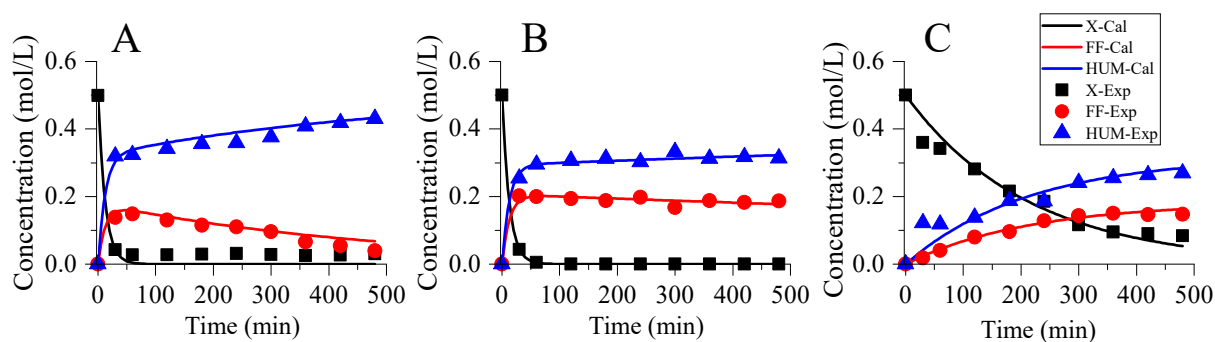 A
Concentration (mol/L)
0.6
0.4
0.2
0.0
0 100 200 300 400 500
Time (min)
B
Concentration (mol/L)
0.6
0.4
0.2
0.0
0 100 200 300 400 500
Time (min)
C
Concentration (mol/L)
0.6
0.4
0.2
0.0
0 100 200 300 400 500
Time (min)
X-Cal
FF-Cal
HUM-Cal
X-Exp
FF-Exp
HUM-Exp